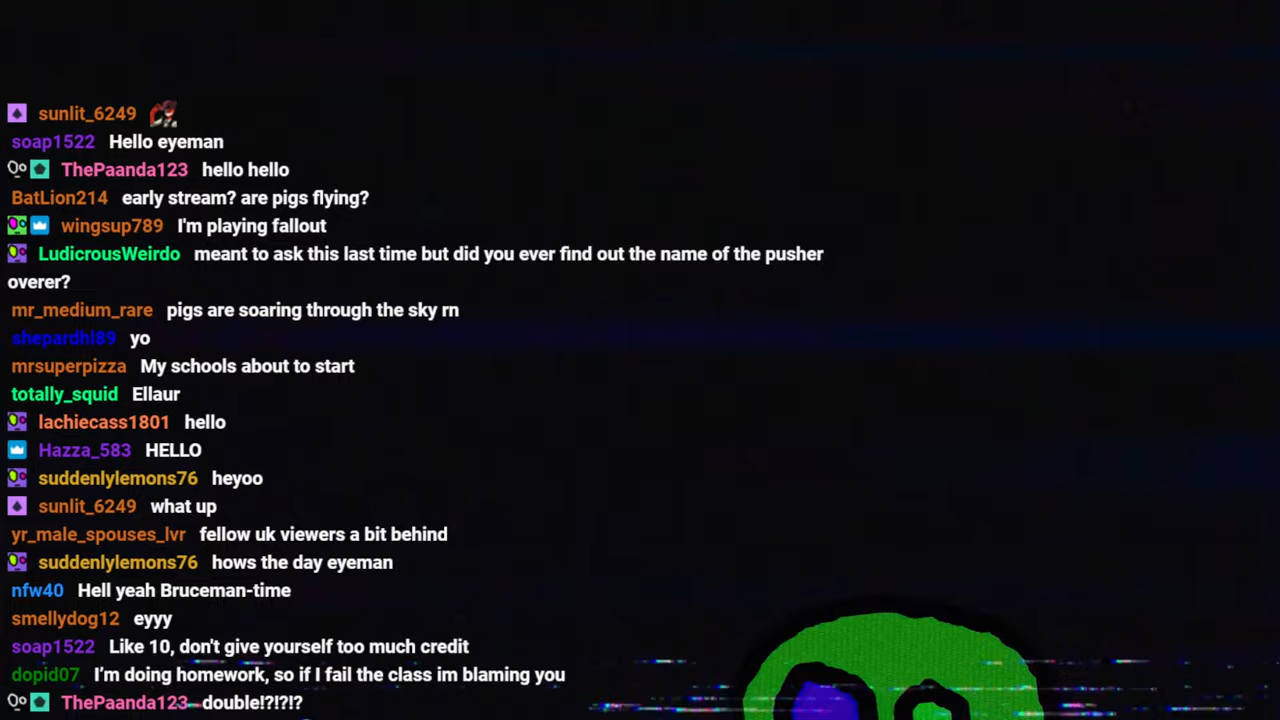 sunlit_6249
soap1522 Hello eyeman
ThePaanda123 hello hello
BatLion214 early stream? are pigs flying?
wingsup789 I'm playing fallout
LudicrousWeirdo meant to ask this last time but did you ever find out the name of the pusher
overer?
mr_medium_rare pigs are soaring through the sky rn
shepardhl89 yo
mrsuperpizza My schools about to start
totally_squid Ellaur
lachiecass1801 hello
Hazza_583 HELLO
suddenlylemons76 heyoo
sunlit_6249 what up
yr_male_spouses_lvr fellow uk viewers a bit behind
suddenlylemons76 hows the day eyeman
nfw40 Hell yeah Bruceman-time
smellydog12 eyyy
soap1522 Like 10, don't give yourself too much credit
dopid07 I'm doing homework, so if I fail the class im blaming you
ThePaanda123 double!?!?!?